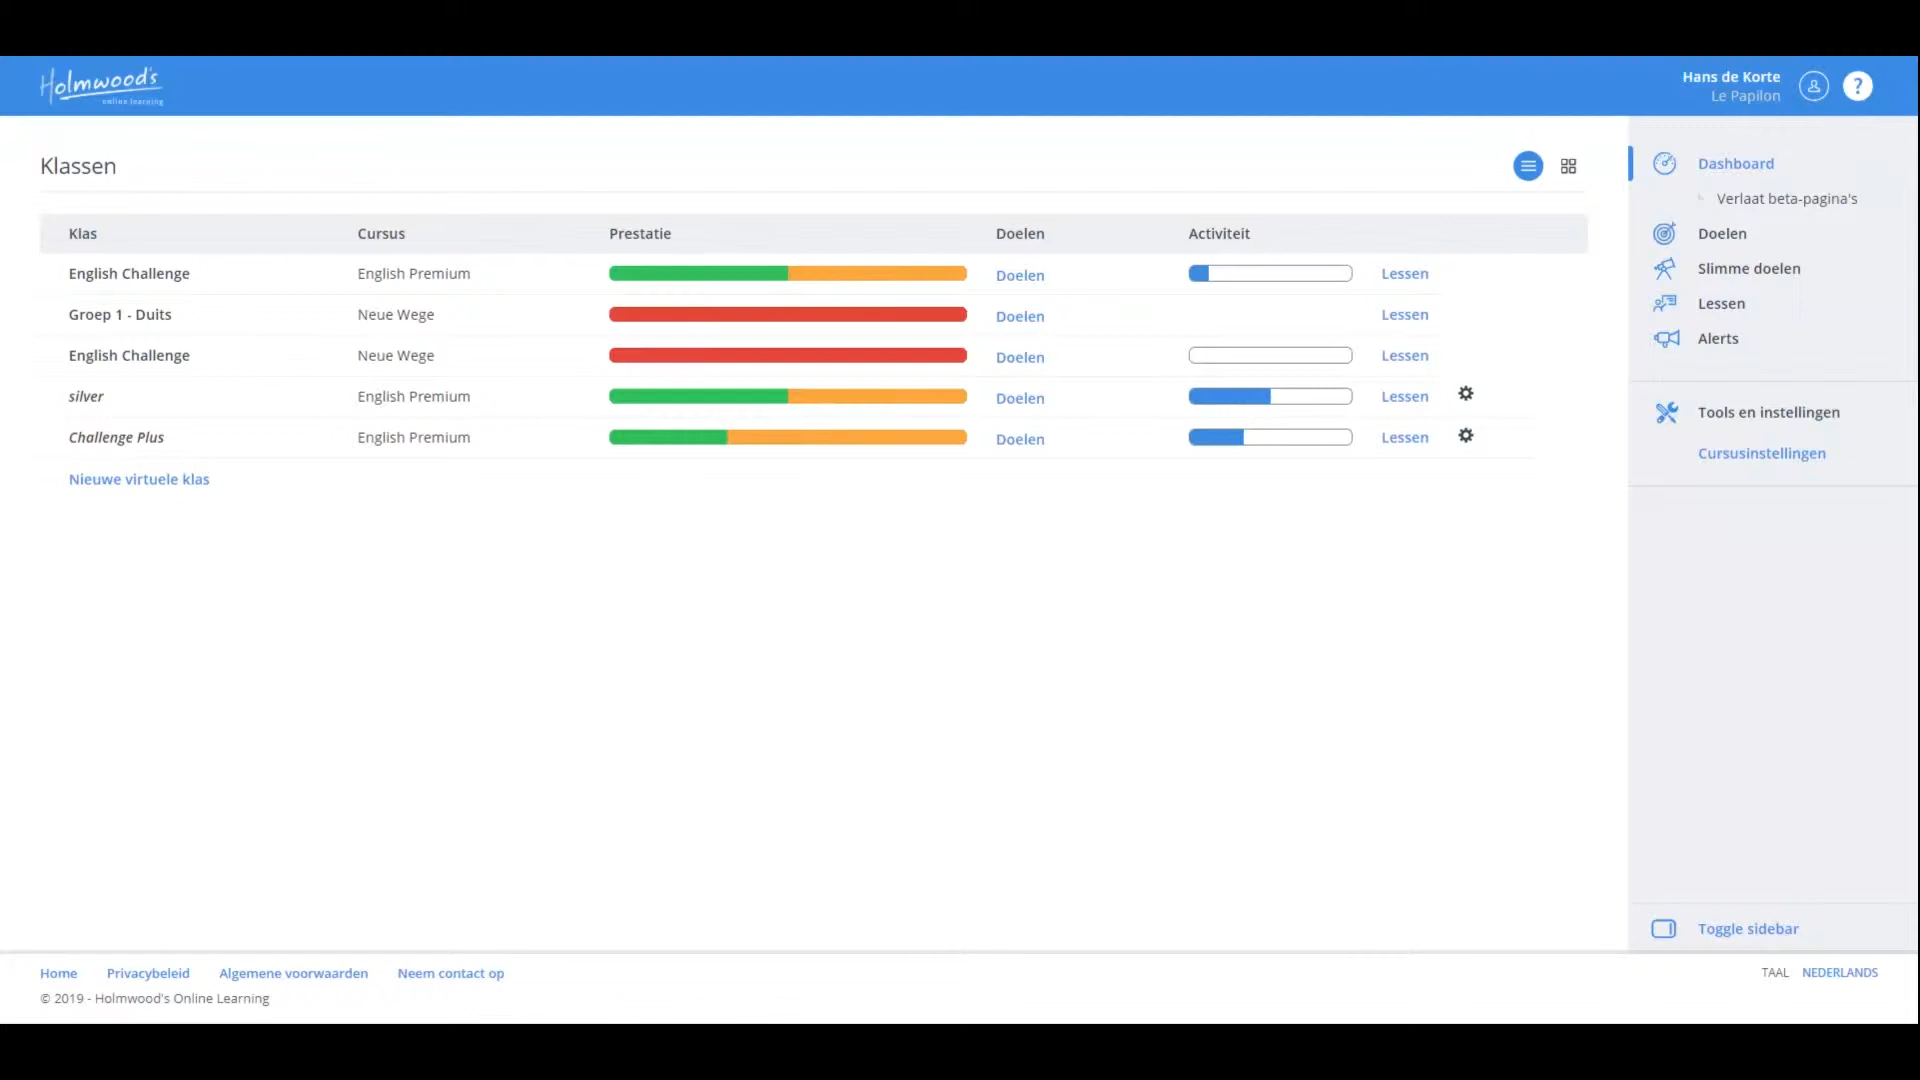 Holmwood's
online learning
Hans de Korte
Le Papilon
?
Klassen
Klas Cursus Prestatie Doelen Activiteit
English Challenge English Premium Doelen Lessen
Groep 1 - Duits Neue Wege Doelen Lessen
English Challenge Neue Wege Doelen Lessen
silver English Premium Doelen Lessen
Challenge Plus English Premium Doelen Lessen
Nieuwe virtuele klas
Dashboard
Verlaat beta-pagina's
Doelen
Slimme doelen
Lessen
Alerts
Tools en instellingen
Cursusinstellingen
Toggle sidebar
Home Privacybeleid Algemene voorwaarden Neem contact op
© 2019 - Holmwood's Online Learning
TAAL NEDERLANDS